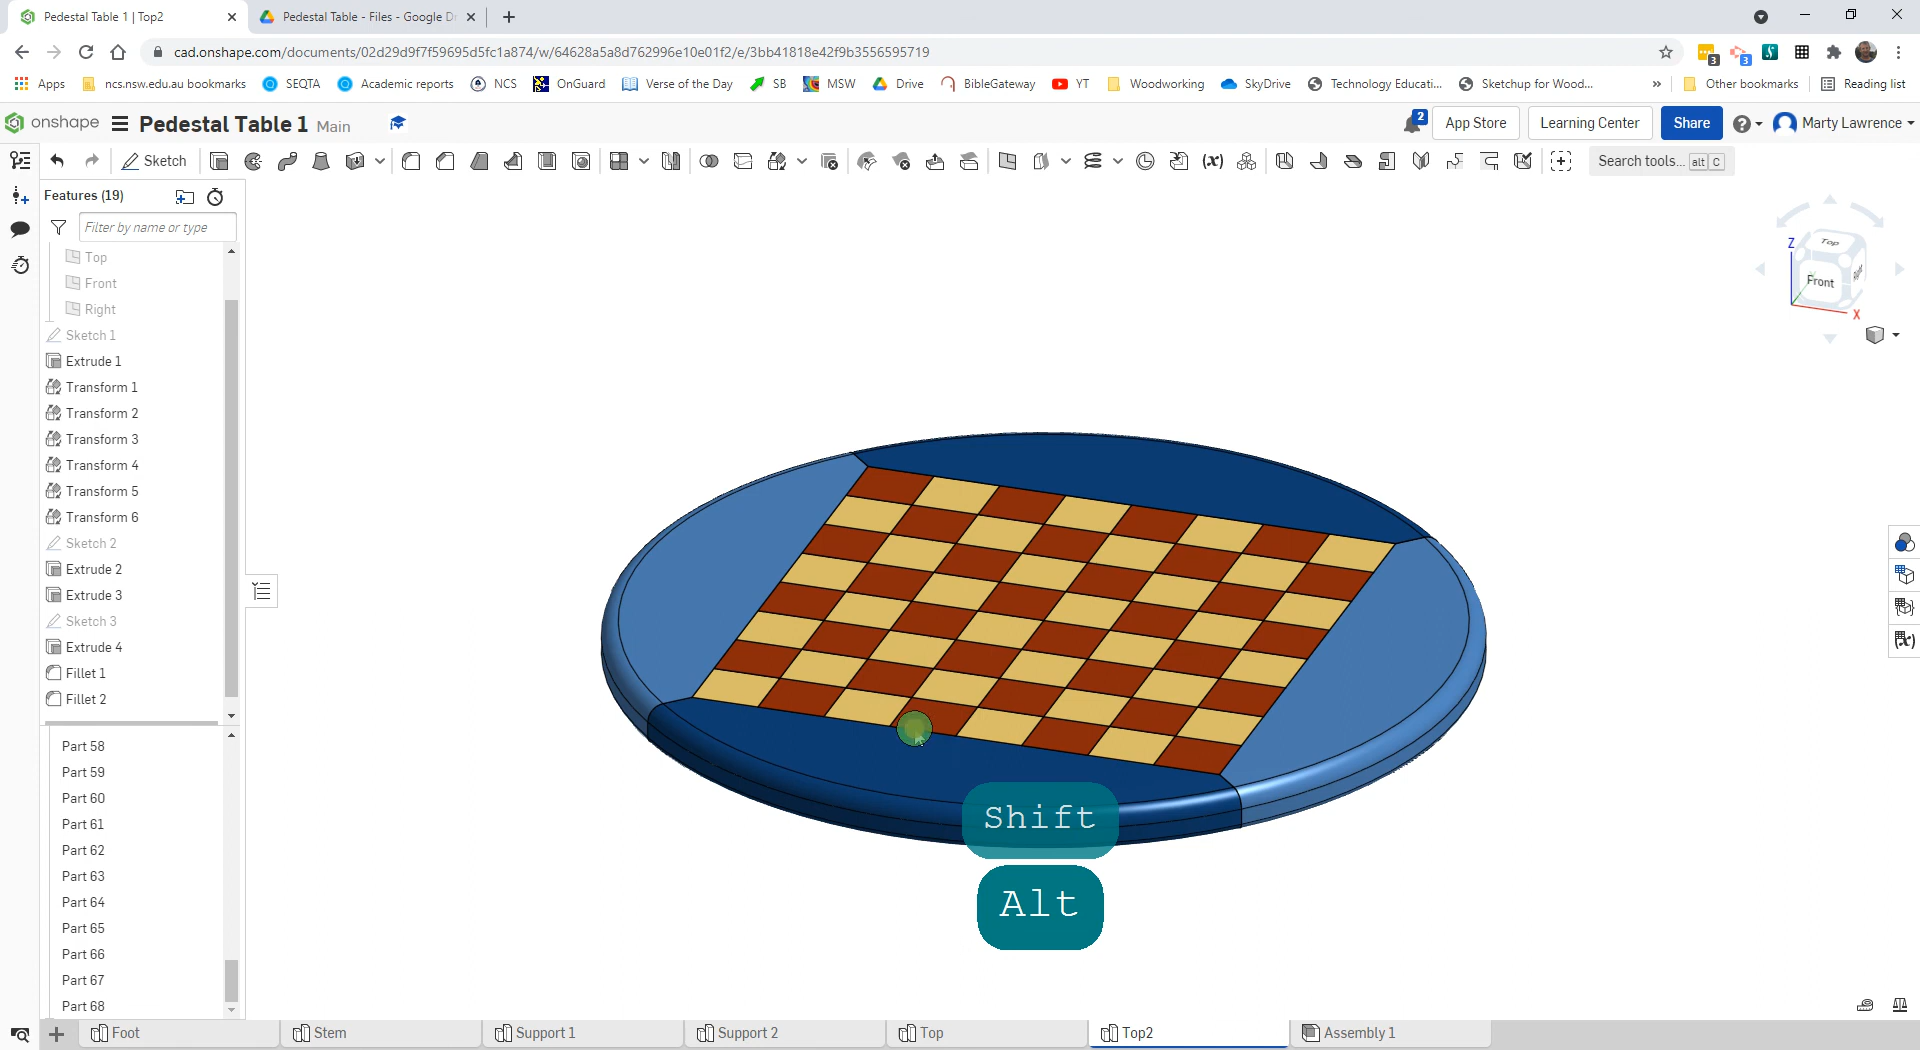 Pedestal Table 1 | Top2
Pedestal Table - Files - Google Dr
cad.onshape.com/documents/02d29d9f7f59695d5fc1a874/w/64628a5a8d762996e10e01f2/e/3bb41818e42f9b3556595719
3
3
Apps
ncs.nsw.edu.au bookmarks
SEQTA
Academic reports
NCS
OnGuard
Verse of the Day
SB
MSW
Drive
BibleGateway
YT
Woodworking
SkyDrive
Technology Educati...
Sketchup for Wood...
»
Other bookmarks
Reading list
onshape
Pedestal Table 1 Main
2
App Store
Learning Center
Share
Marty Lawrence
Sketch
Search tools... alt C
Features (19)
Filter by name or type
Top
Front
Right
Sketch 1
Extrude 1
Transform 1
Transform 2
Transform 3
Transform 4
Transform 5
Transform 6
Sketch 2
Extrude 2
Extrude 3
Sketch 3
Extrude 4
Fillet 1
Fillet 2
Part 58
Part 59
Part 60
Part 61
Part 62
Part 63
Part 64
Part 65
Part 66
Part 67
Part 68
Z
Top
Front
Right
X
Shift
Alt
Foot
Stem
Support 1
Support 2
Top
Top2
Assembly 1